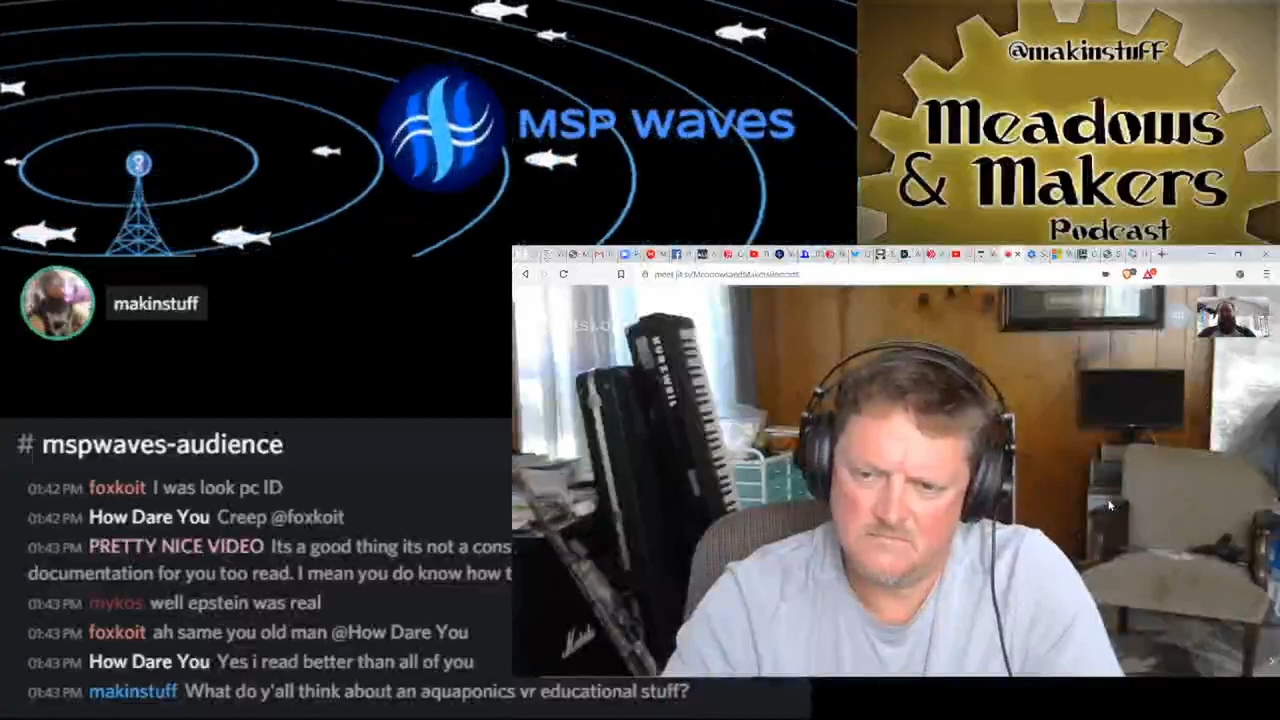 MSP WAVES
@makinstuff
Meadows
& Makers
Podcast
makinstuff
KURZWEIL
Marshall
# mspwaves-audience
01:42 PM foxkoit I was look pc ID
01:42 PM How Dare You Creep @foxkoit
01:43 PM PRETTY NICE VIDEO Its a good thing its not a cons
documentation for you too read. I mean you do know how t
01:43 PM mykos well epstein was real
01:43 PM foxkoit ah same you old man @How Dare You
01:43 PM How Dare You Yes i read better than all of you
01:43 PM makinstuff What do y'all think about an aquaponics vr educational stuff?